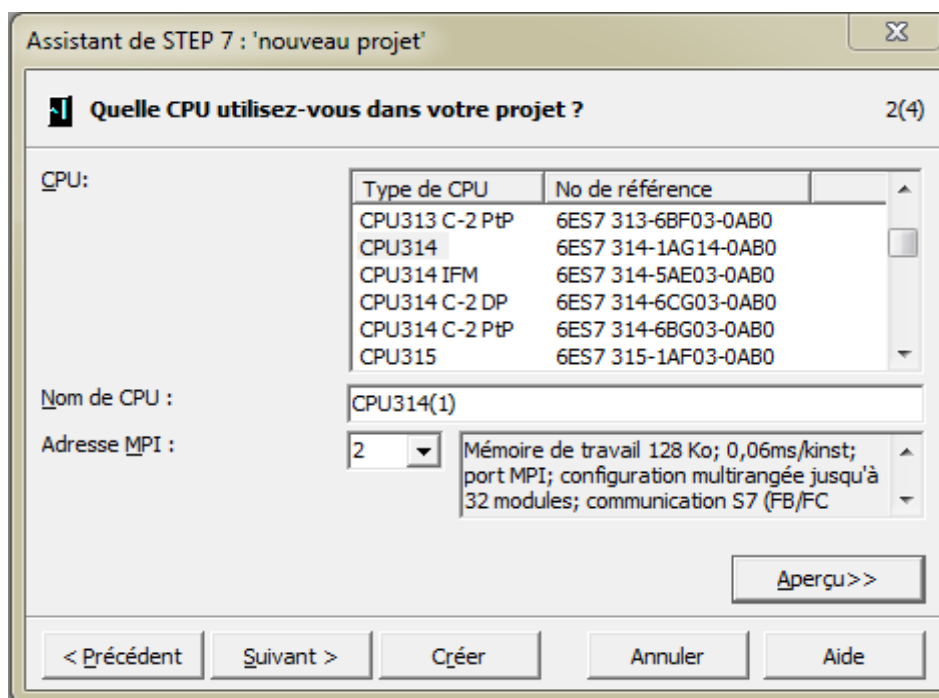 Assistant de STEP 7 : 'nouveau projet'
Quelle CPU utilisez-vous dans votre projet ? 2(4)
CPU:
Type de CPU No de référence
CPU313 C-2 PtP 6ES7 313-6BF03-0AB0
CPU314 6ES7 314-1AG14-0AB0
CPU314 IFM 6ES7 314-5AE03-0AB0
CPU314 C-2 DP 6ES7 314-6CG03-0AB0
CPU314 C-2 PtP 6ES7 314-6BG03-0AB0
CPU315 6ES7 315-1AF03-0AB0
Nom de CPU : CPU314(1)
Adresse MPI : 2
Mémoire de travail 128 Ko; 0,06ms/kinst;
port MPI; configuration multirangée jusqu'à
32 modules; communication S7 (FB/FC
Aperçu>>
< Précédent Suivant > Créer Annuler Aide